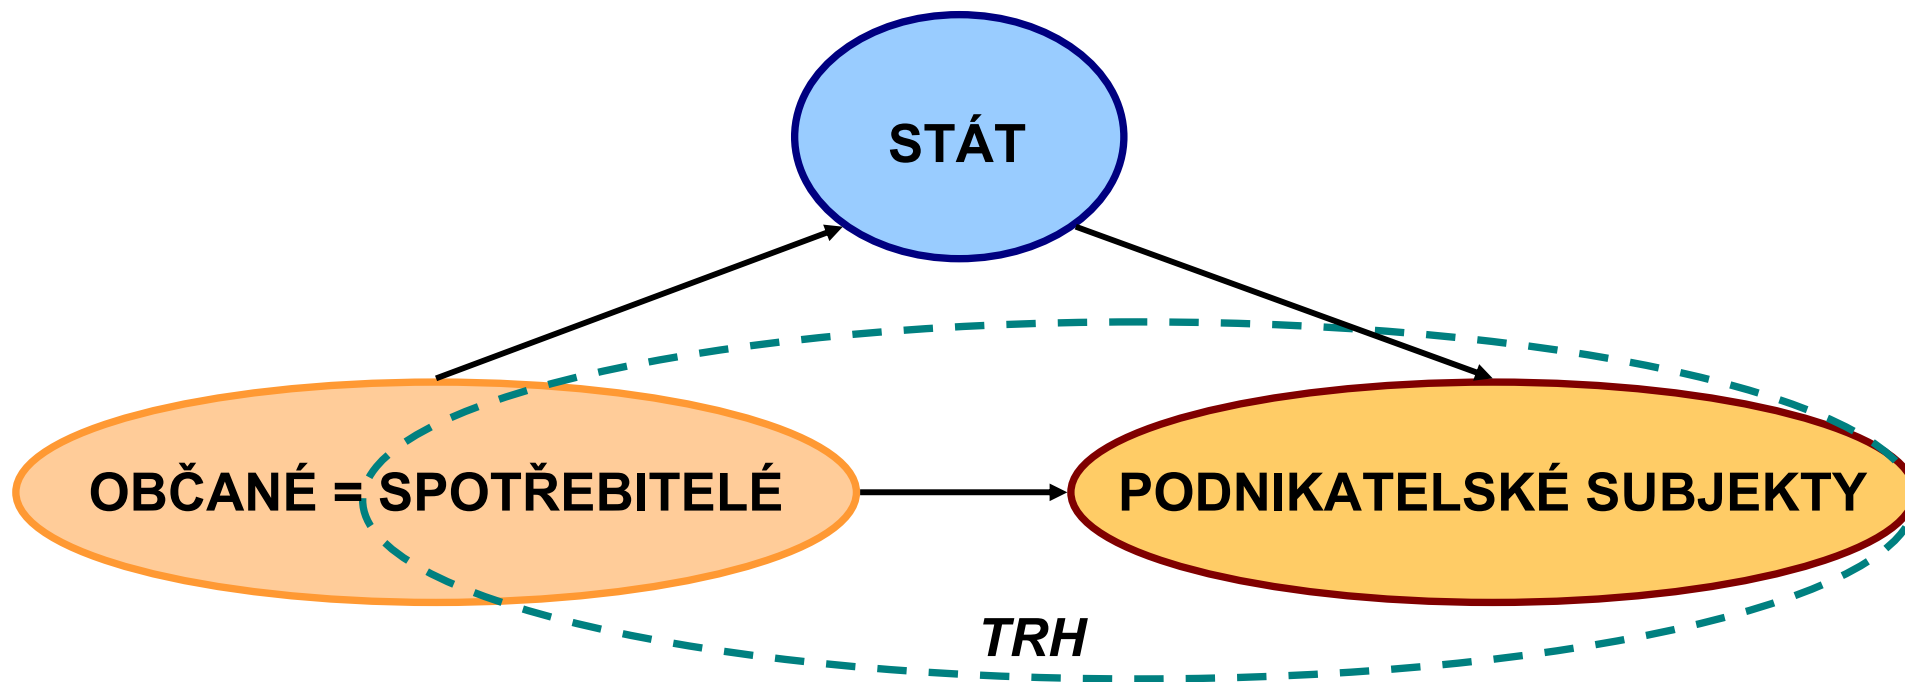 STÁT
OBČANÉ = SPOTŘEBITELÉ
PODNIKATELSKÉ SUBJEKTY
TRH